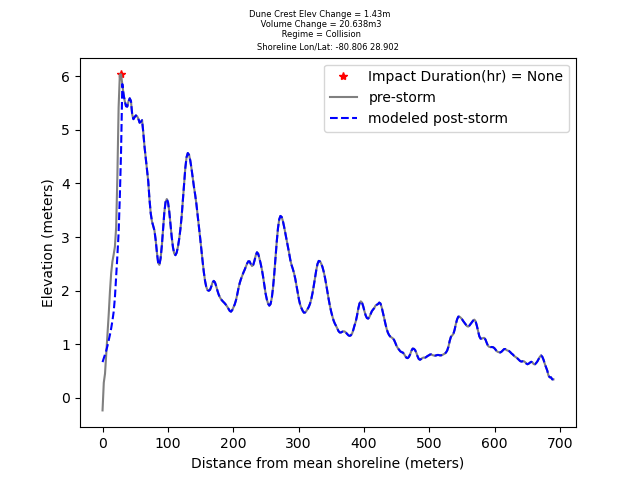 Dune Crest Elev Change = 1.43m
Volume Change = 20.638m3
Regime = Collision
Shoreline Lon/Lat: -80.806 28.902
Impact Duration(hr) = None
pre-storm
modeled post-storm
Elevation (meters)
6
5
4
3
2
1
0
0 100 200 300 400 500 600 700
Distance from mean shoreline (meters)